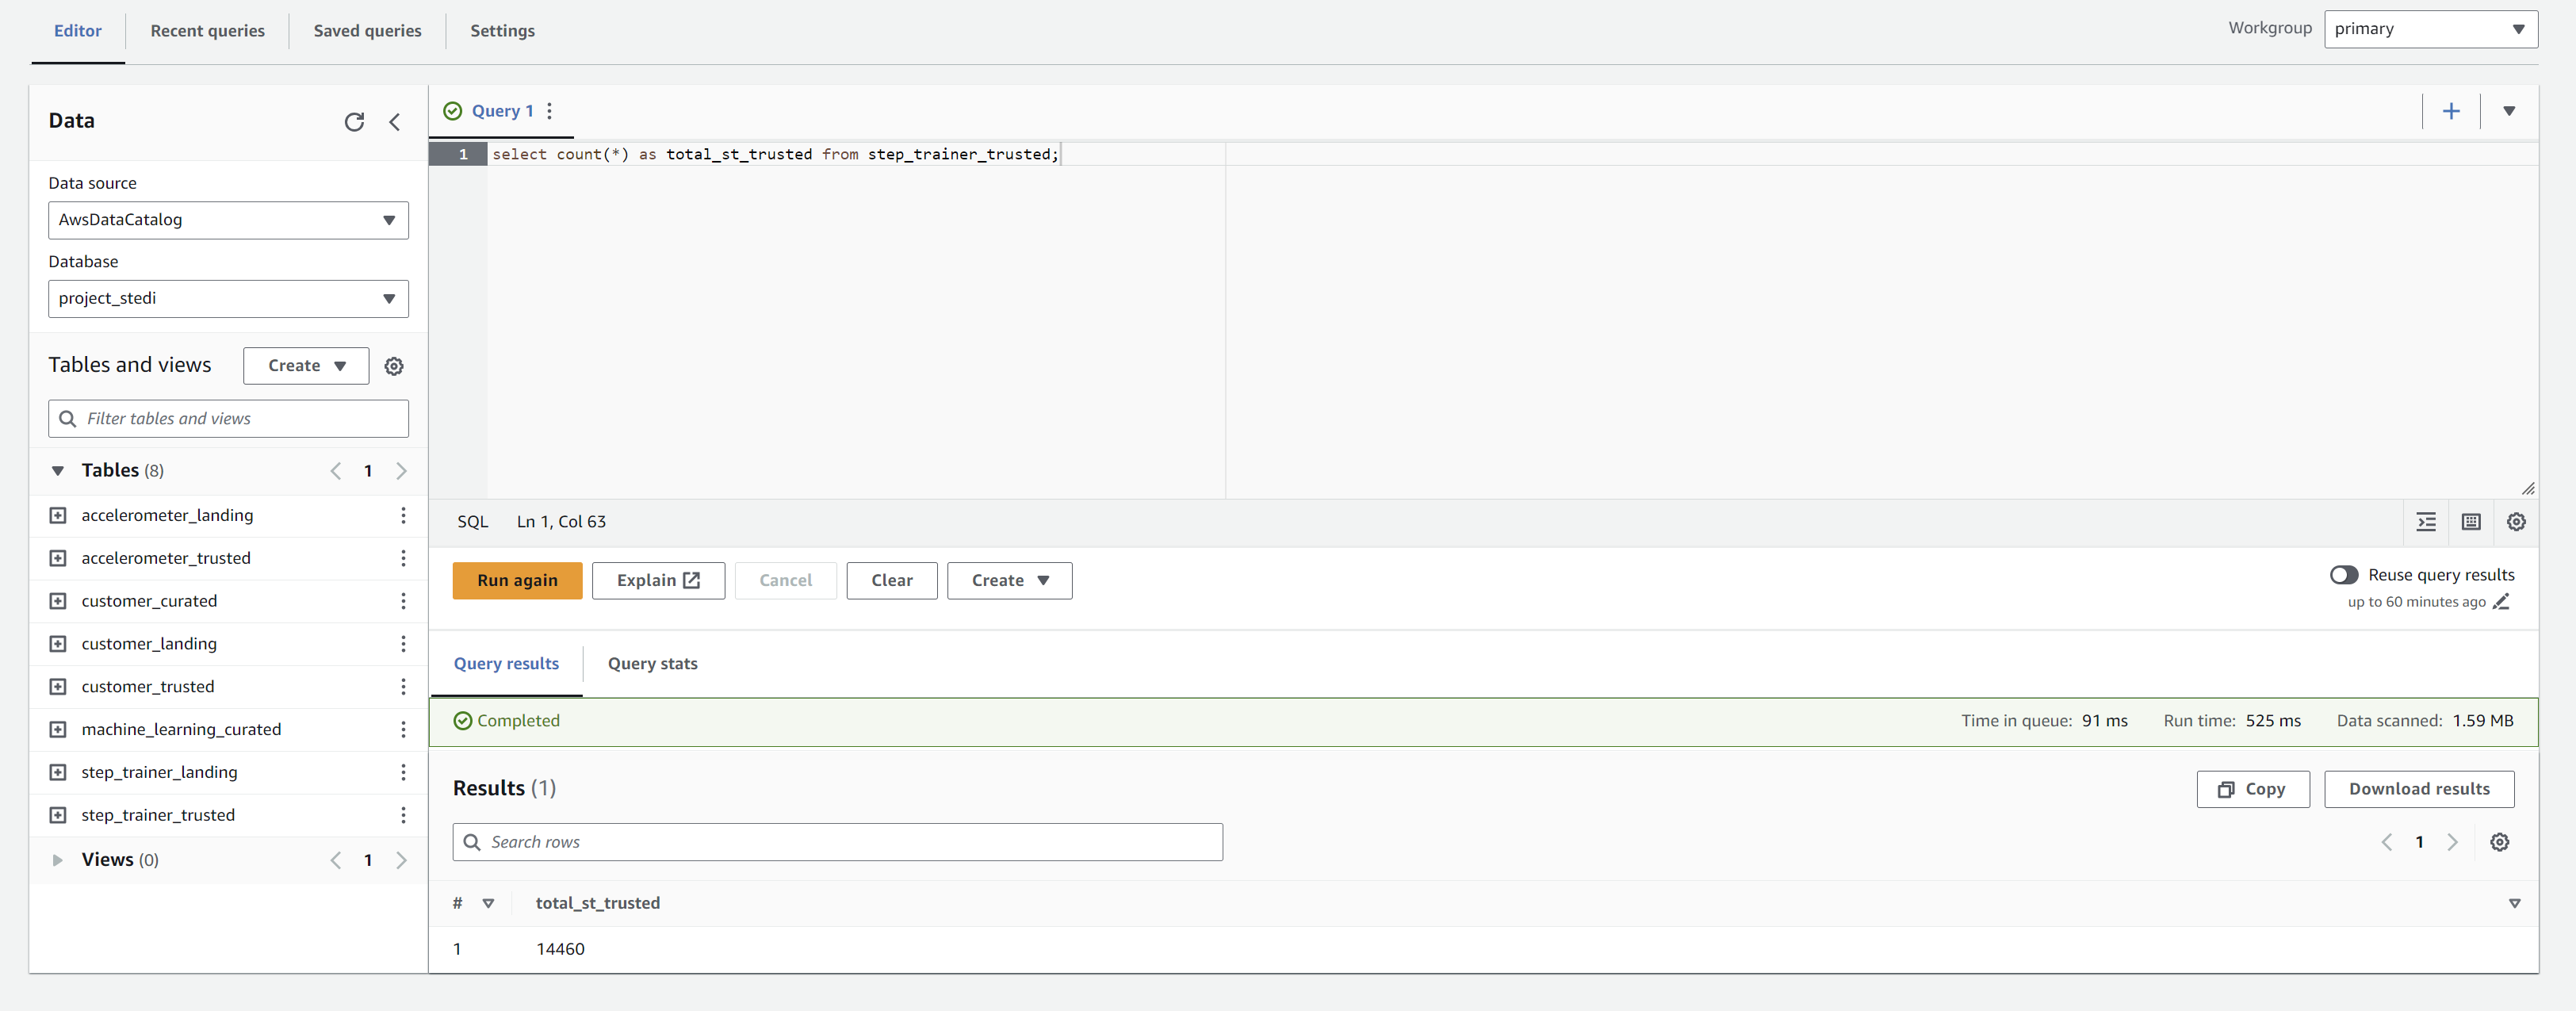 Editor Recent queries Saved queries Settings Workgroup primary
Data
Data source
AwsDataCatalog
Database
project_stedi
Tables and views Create
Filter tables and views
Tables (8) 1
accelerometer_landing
accelerometer_trusted
customer_curated
customer_landing
customer_trusted
machine_learning_curated
step_trainer_landing
step_trainer_trusted
Views (0) 1
Query 1
1 select count(*) as total_st_trusted from step_trainer_trusted;
SQL Ln 1, Col 63
Run again Explain Cancel Clear Create
Reuse query results
up to 60 minutes ago
Query results Query stats
Completed Time in queue: 91 ms Run time: 525 ms Data scanned: 1.59 MB
Results (1) Copy Download results
Search rows 1
# total_st_trusted
1 14460